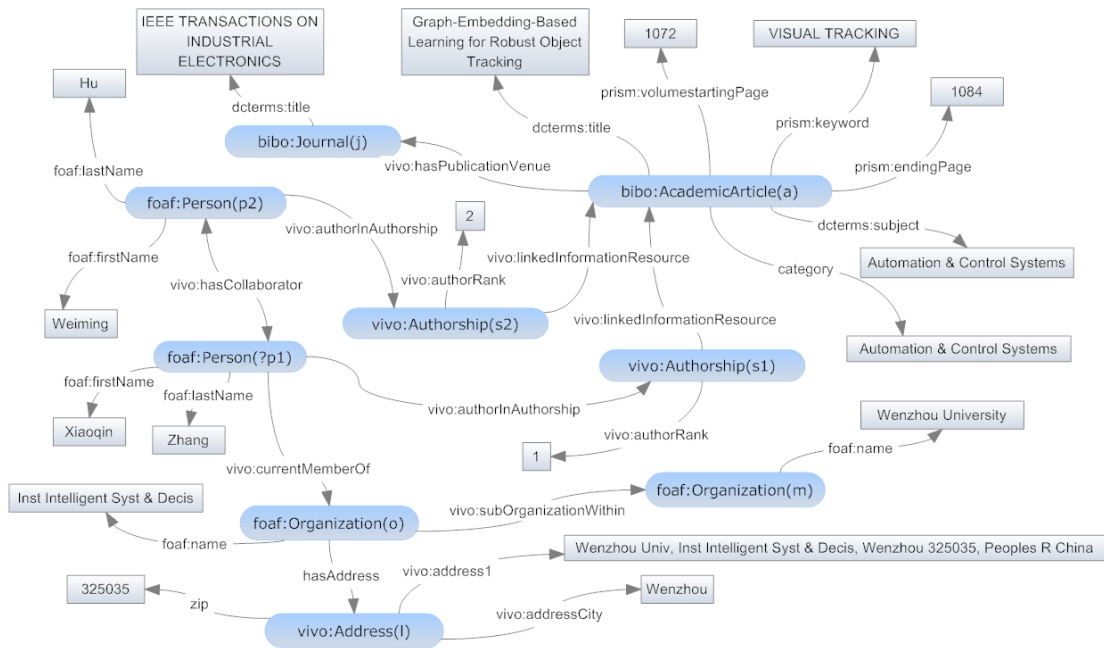 IEEE TRANSACTIONS ON
INDUSTRIAL
ELECTRONICS
Graph-Embedding-Based
Learning for Robust Object
Tracking
1072
VISUAL TRACKING
Hu
1084
dcterms:title
prism:volumestartingPage
dcterms:title
prism:keyword
bibo:Journal(j)
vivo:hasPublicationVenue
prism:endingPage
foaf:lastName
bibo:AcademicArticle(a)
foaf:Person(p2)
2
vivo:authorInAuthorship
dcterms:subject
foaf:firstName
vivo:linkedInformationResource
Automation & Control Systems
category
vivo:authorRank
vivo:hasCollaborator
Weiming
vivo:Authorship(s2)
vivo:linkedInformationResource
Automation & Control Systems
foaf:Person(?p1)
vivo:Authorship(s1)
foaf:firstName
foaf:lastName
vivo:authorInAuthorship
Wenzhou University
Xiaoqin
Zhang
vivo:authorRank
foaf:name
1
vivo:currentMemberOf
foaf:Organization(m)
Inst Intelligent Syst & Decis
vivo:subOrganizationWithin
foaf:Organization(o)
foaf:name
Wenzhou Univ, Inst Intelligent Syst & Decis, Wenzhou 325035, Peoples R China
hasAddress
vivo:address1
325035
Wenzhou
zip
vivo:addressCity
vivo:Address(l)